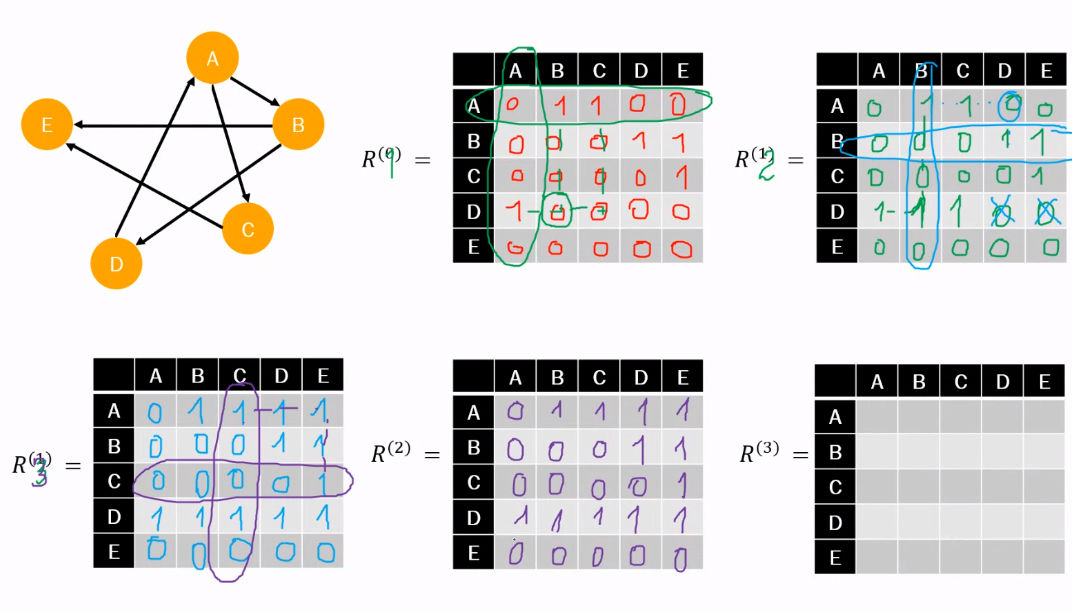 A
B
C
D
E
R(0) =
A B C D E
A 0 1 1 0 0
B 0 0 0 1 1
C 0 0 0 0 1
D 1 0 0 0 0
E 0 0 0 0 0
R(1) =
2
A B C D E
A 0 1 1 0 0
B 0 0 0 1 1
C 0 0 0 0 1
D 1 1 1 0 0
E 0 0 0 0 0
R(1) =
3
A B C D E
A 0 1 1 1 1
B 0 0 0 1 1
C 0 0 0 0 1
D 1 1 1 1 1
E 0 0 0 0 0
R(2) =
A B C D E
A 0 1 1 1 1
B 0 0 0 1 1
C 0 0 0 0 1
D 1 1 1 1 1
E 0 0 0 0 0
R(3) =
A B C D E
A
B
C
D
E